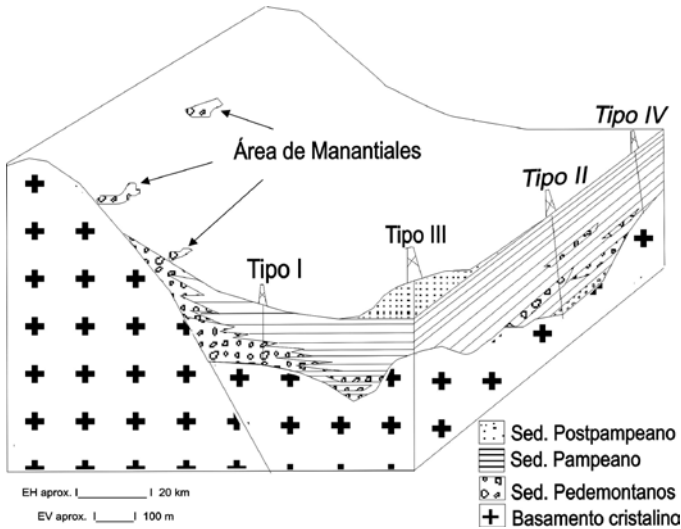 Tipo IV
Área de Manantiales
Tipo II
Tipo III
Tipo I
Sed. Postpampeano
Sed. Pampeano
Sed. Pedemontanos
Basamento cristalino
EH aprox. 20 km
EV aprox. 100 m